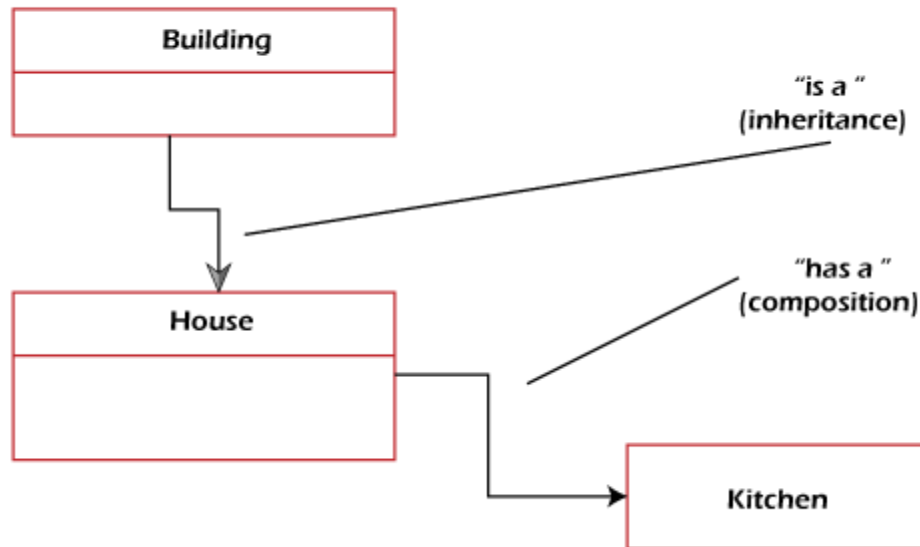 Building
“is a ”
(inheritance)
“has a ”
(composition)
House
Kitchen